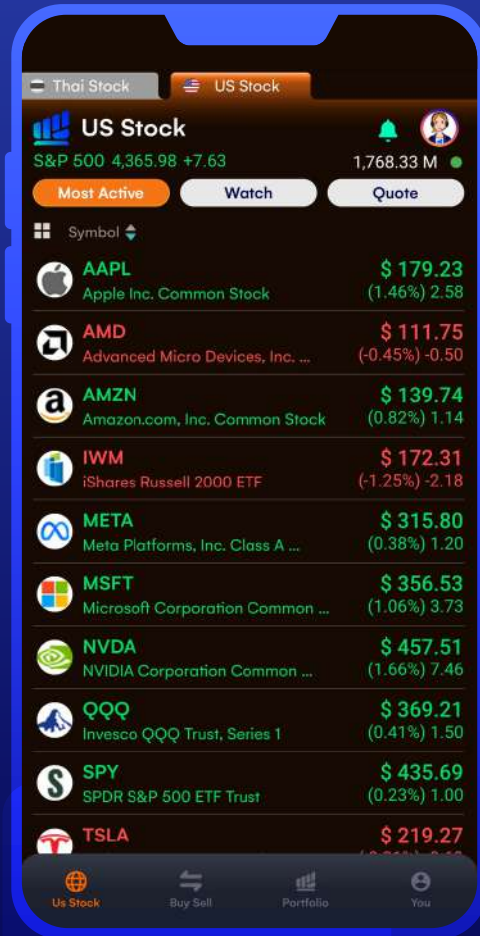 Thai Stock
US Stock
US Stock
S&P 500 4,365.98 +7.63
1,768.33 M
Most Active
Watch
Quote
Symbol
AAPL
$ 179.23
Apple Inc. Common Stock
(1.46%) 2.58
AMD
$ 111.75
Advanced Micro Devices, Inc. ...
(-0.45%) -0.50
AMZN
$ 139.74
Amazon.com, Inc. Common Stock
(0.82%) 1.14
IWM
$ 172.31
iShares Russell 2000 ETF
(-1.25%) -2.18
META
$ 315.80
Meta Platforms, Inc. Class A ...
(0.38%) 1.20
MSFT
$ 356.53
Microsoft Corporation Common ...
(1.06%) 3.73
NVDA
$ 457.51
NVIDIA Corporation Common ...
(1.66%) 7.46
QQQ
$ 369.21
Invesco QQQ Trust, Series 1
(0.41%) 1.50
SPY
$ 435.69
SPDR S&P 500 ETF Trust
(0.23%) 1.00
TSLA
$ 219.27
Us Stock
Buy Sell
Portfolio
You